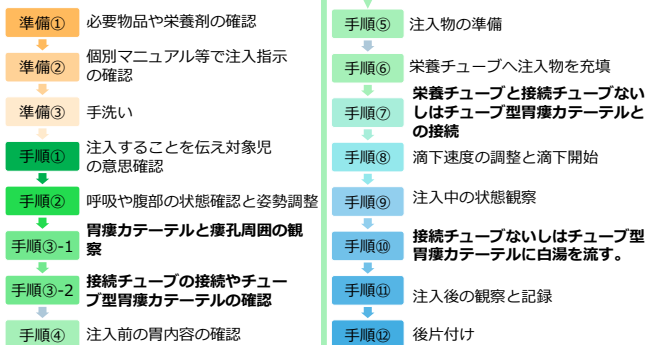 準備① 必要物品や栄養剤の確認
準備② 個別マニュアル等で注入指示
の確認
準備③ 手洗い
手順① 注入することを伝え対象児
の意思確認
手順② 呼吸や腹部の状態確認と姿勢調整
手順③-1 胃瘻カテーテルと瘻孔周囲の観
察
手順③-2 接続チューブの接続やチュー
ブ型胃瘻カテーテルの確認
手順④ 注入前の胃内容の確認
手順⑤ 注入物の準備
手順⑥ 栄養チューブへ注入物を充填
手順⑦ 栄養チューブと接続チューブない
しはチューブ型胃瘻カテーテルと
の接続
手順⑧ 滴下速度の調整と滴下開始
手順⑨ 注入中の状態観察
手順⑩ 接続チューブないしはチューブ型
胃瘻カテーテルに白湯を流す。
手順⑪ 注入後の観察と記録
手順⑫ 後片付け